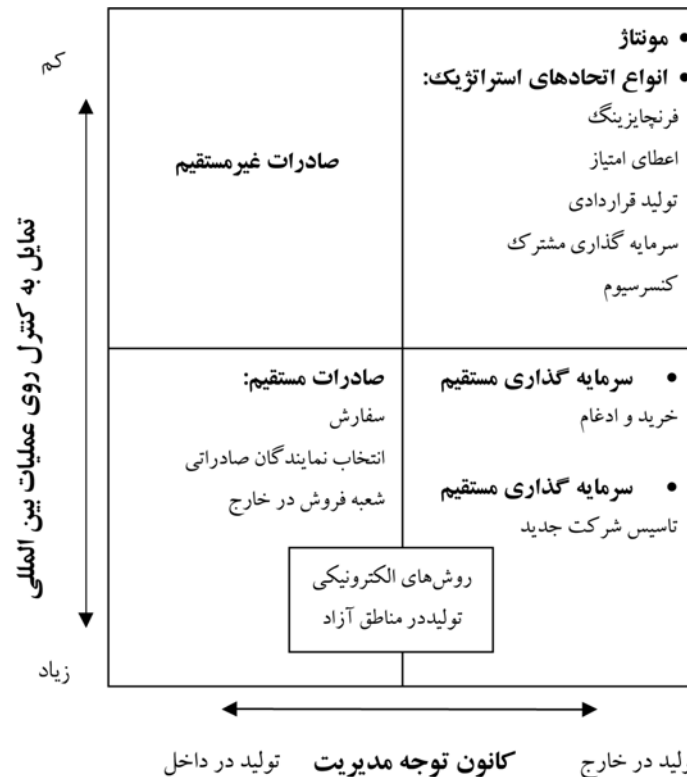 کم
تمایل به کنترل روی عملیات بین المللی
زیاد
• مونتاژ
• انواع اتحادهای استراتژیک:
فرنچایزینگ
اعطای امتیاز
تولید قراردادی
سرمایه گذاری مشترک
کنسرسیوم
صادرات غیرمستقیم
• سرمایه گذاری مستقیم
خرید و ادغام
• سرمایه گذاری مستقیم
تاسیس شرکت جدید
صادرات مستقیم:
سفارش
انتخاب نمایندگان صادراتی
شعبه فروش در خارج
روش‌های الکترونیکی
تولیددر مناطق آزاد
ولید در خارج کانون توجه مدیریت تولید در داخل